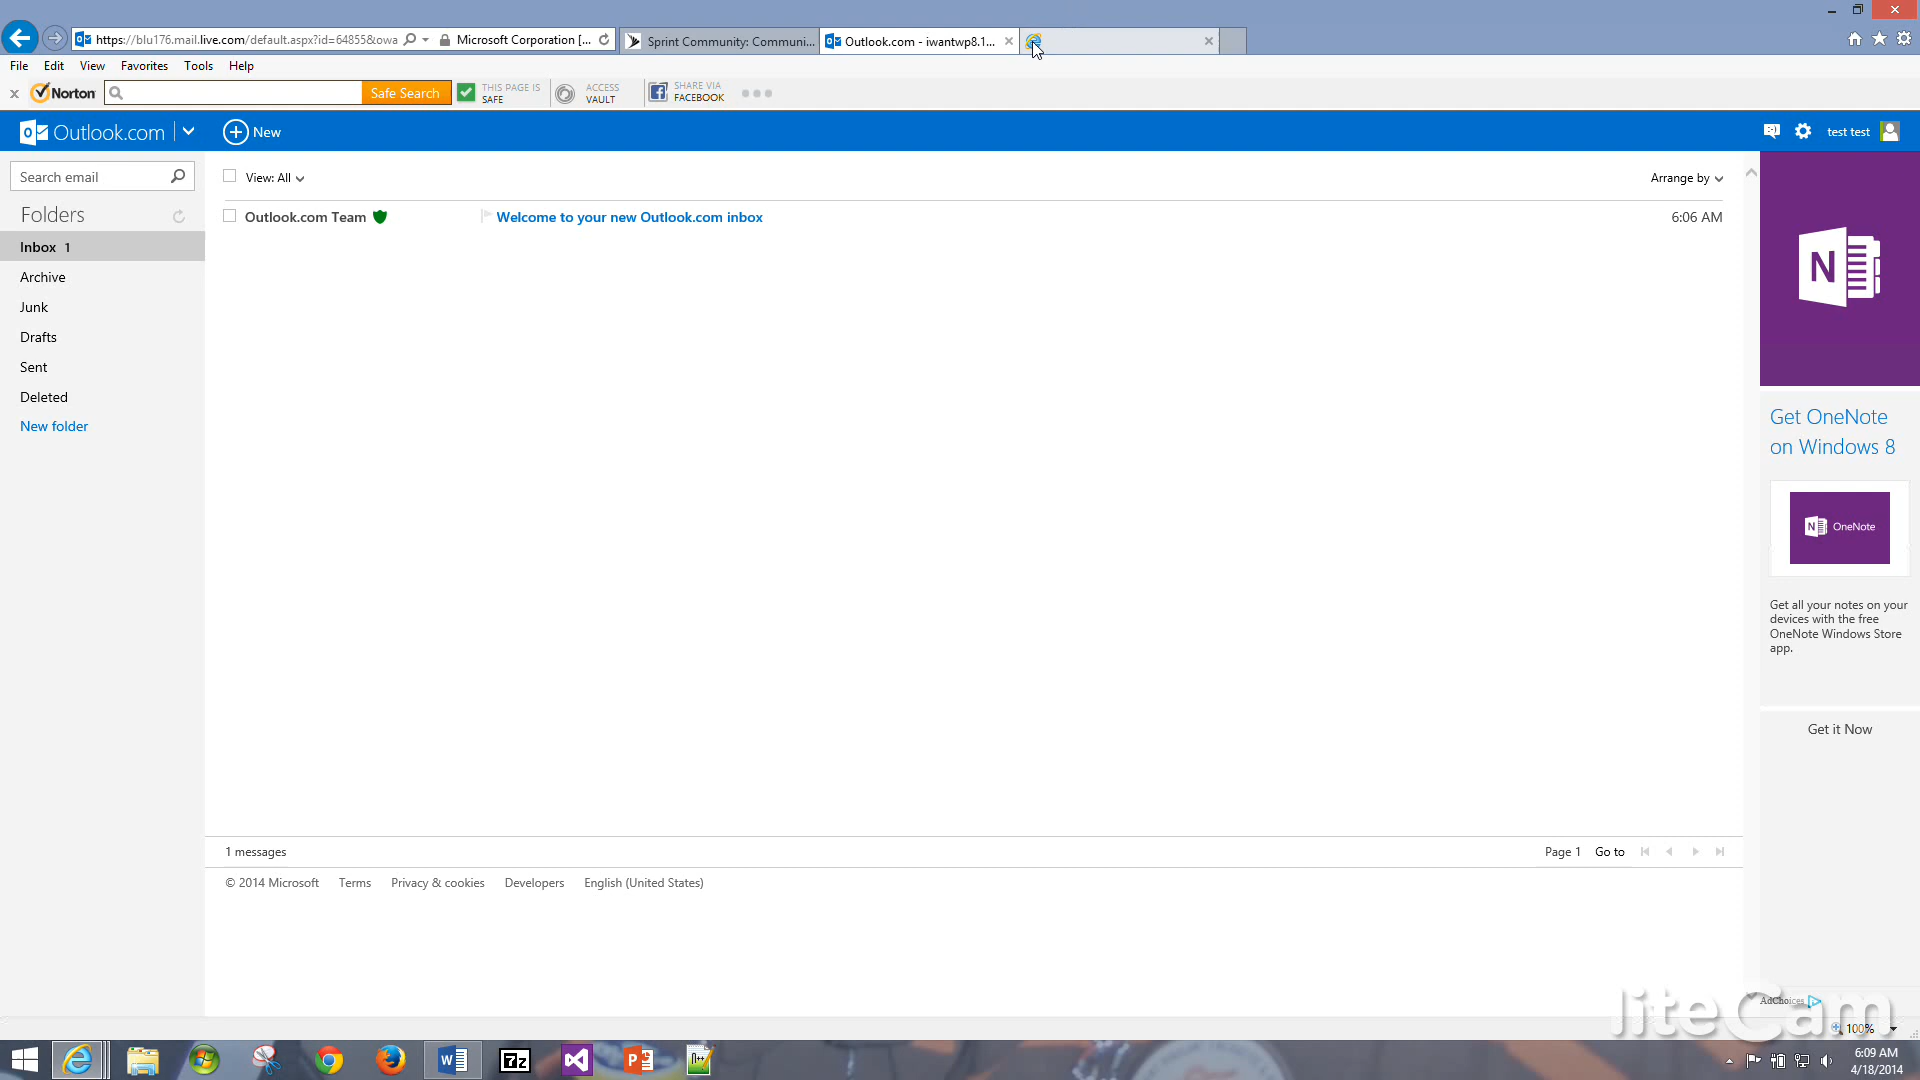 https://blu176.mail.live.com/default.aspx?id=64855&owa
Microsoft Corporation [...
Sprint Community: Communi...
Outlook.com - iwantwp8.1...
File Edit View Favorites Tools Help
Norton
Safe Search
THIS PAGE IS
SAFE
ACCESS
VAULT
SHARE VIA
FACEBOOK
Outlook.com
New
test test
Search email
View: All
Arrange by
Folders
Outlook.com Team
Welcome to your new Outlook.com inbox
6:06 AM
Inbox 1
Archive
Junk
Drafts
Sent
Deleted
New folder
N
Get OneNote
on Windows 8
N OneNote
Get all your notes on your
devices with the free
OneNote Windows Store
app.
Get it Now
1 messages
Page 1 Go to
© 2014 Microsoft Terms Privacy & cookies Developers English (United States)
AdChoices
liteCam
100%
7z
6:09 AM
4/18/2014